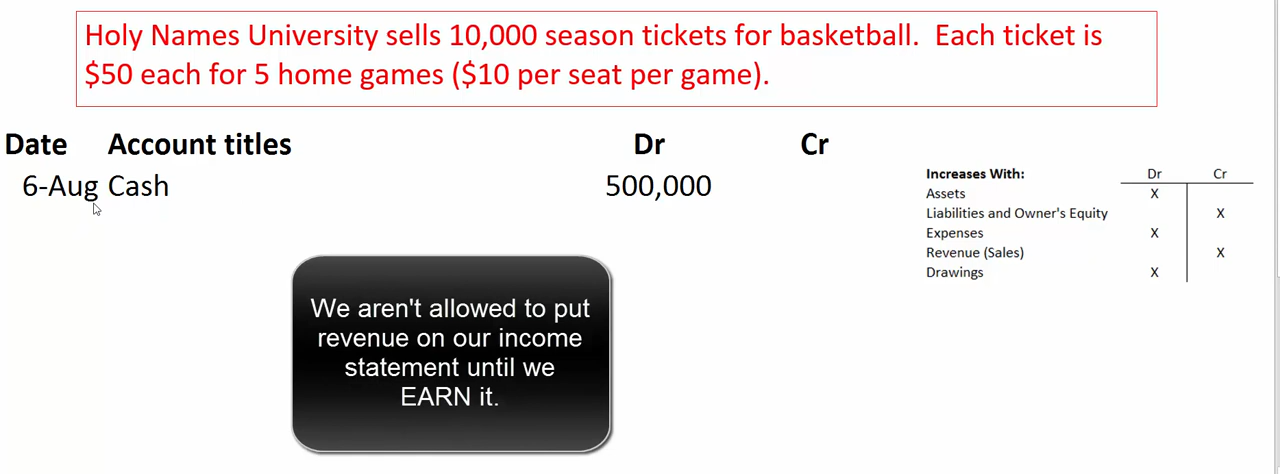 Holy Names University sells 10,000 season tickets for basketball.  Each ticket is
$50 each for 5 home games ($10 per seat per game).
Date Account titles Dr Cr
6-Aug Cash 500,000
Increases With: Dr Cr
Assets X
Liabilities and Owner's Equity X
Expenses X
Revenue (Sales) X
Drawings X
We aren't allowed to put
revenue on our income
statement until we
EARN it.